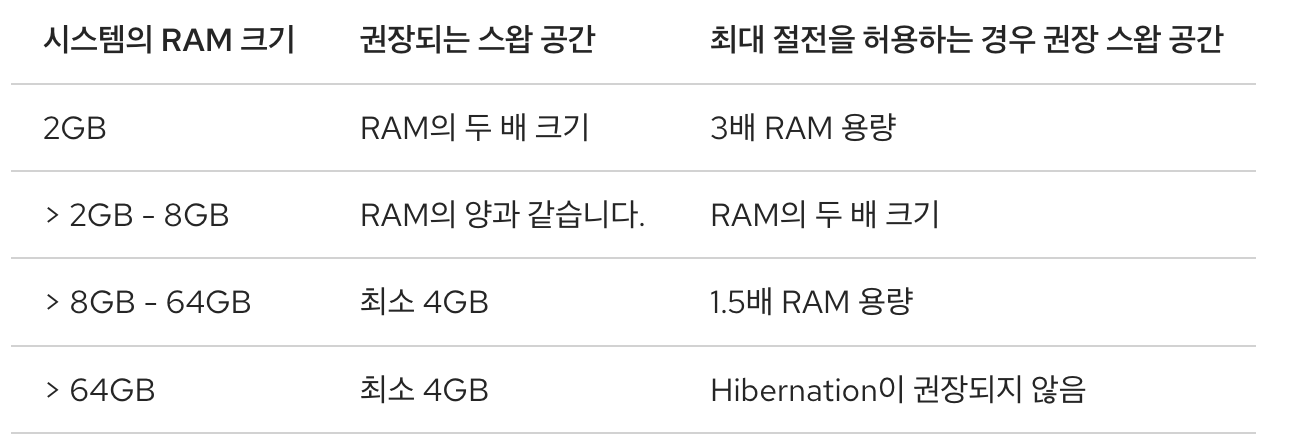 시스템의 RAM 크기 권장되는 스왑 공간 최대 절전을 허용하는 경우 권장 스왑 공간
2GB RAM의 두 배 크기 3배 RAM 용량
> 2GB - 8GB RAM의 양과 같습니다. RAM의 두 배 크기
> 8GB - 64GB 최소 4GB 1.5배 RAM 용량
> 64GB 최소 4GB Hibernation이 권장되지 않음